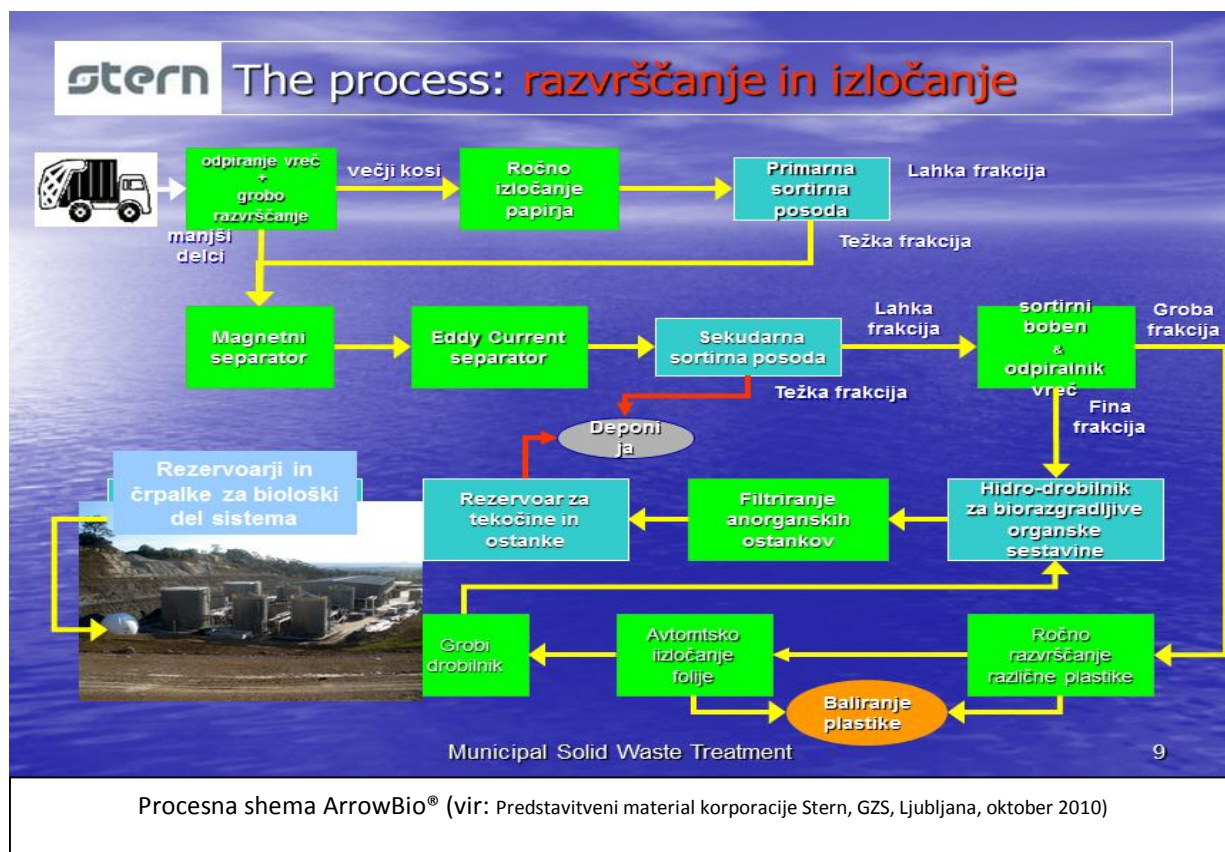 stern The process: razvrščanje in izločanje
odpiranje vreč
+
grobo
razvrščanje
večji kosi
Ročno
izločanje
papirja
Primarna
sortirna
posoda
Lahka frakcija
manjši
delci
Težka frakcija
Magnetni
separator
Eddy Current
separator
Sekudarna
sortirna posoda
Lahka
frakcija
sortirni
boben
&
odpiralnik
vreč
Groba
frakcija
Težka frakcija
Fina
frakcija
Deponi
ja
Rezervoarji in
črpalke za biološki
del sistema
Rezervoar za
tekočine in
ostanke
Filtriranje
anorganskih
ostankov
Hidro-drobilnik
za biorazgradljive
organske
sestavine
Grobi
drobilnik
Avtomtsko
izločanje
folije
Ročno
razvrščanje
različne plastike
Baliranje
plastike
Municipal Solid Waste Treatment 9
Procesna shema ArrowBio® (vir: Predstavitveni material korporacije Stern, GZS, Ljubljana, oktober 2010)